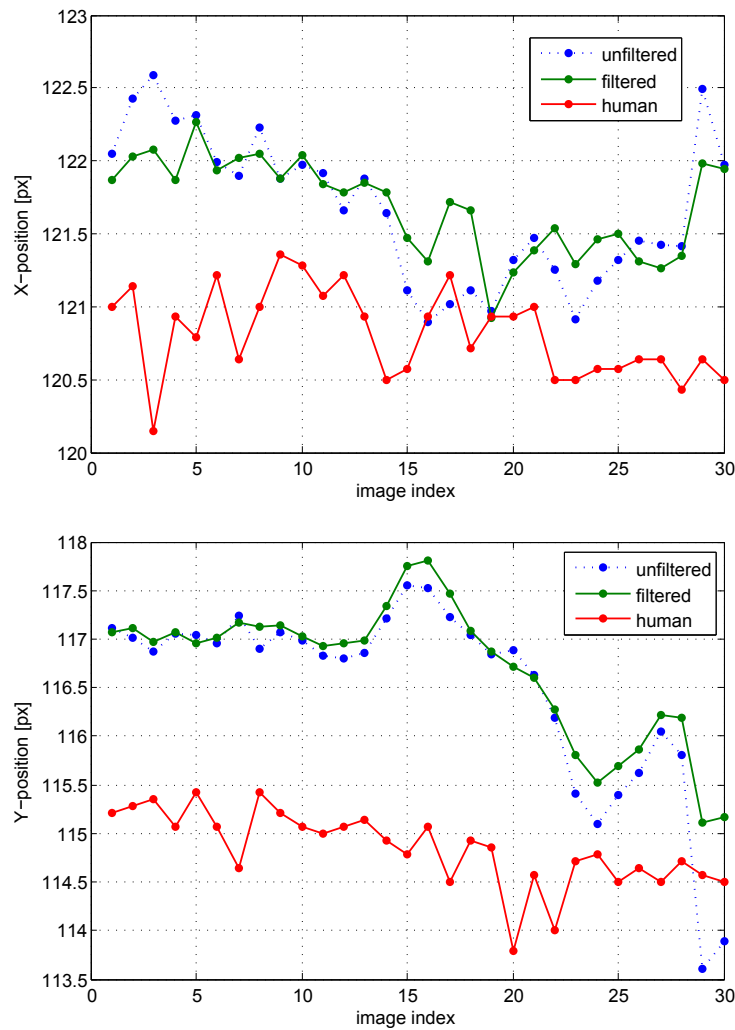 123
122.5
122
121.5
121
120.5
120
X−position [px]
unfiltered
filtered
human
0 5 10 15 20 25 30
image index
118
117.5
117
116.5
116
115.5
115
114.5
114
113.5
Y−position [px]
unfiltered
filtered
human
0 5 10 15 20 25 30
image index